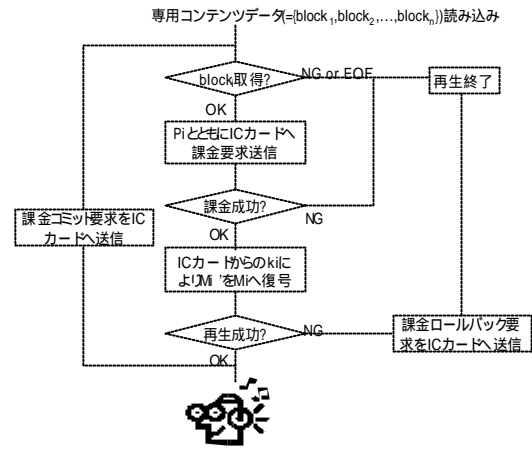 専用コンテンツデータ(={block1,block2,...,blockn})読み込み
block取得?
NG or EOF
再生終了
OK
PiとともにICカードへ
課金要求送信
課金成功?
NG
OK
課金コミット要求をIC
カードへ送信
ICカードからのkiに
よりMi'をMiへ復号
再生成功?
NG
課金ロールバック要
求をICカードへ送信
OK